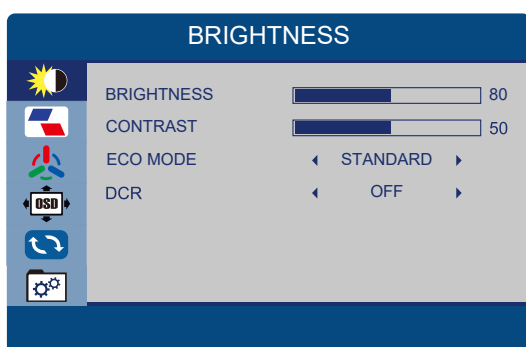 BRIGHTNESS
BRIGHTNESS 80
CONTRAST 50
ECO MODE STANDARD
DCR OFF
OSD